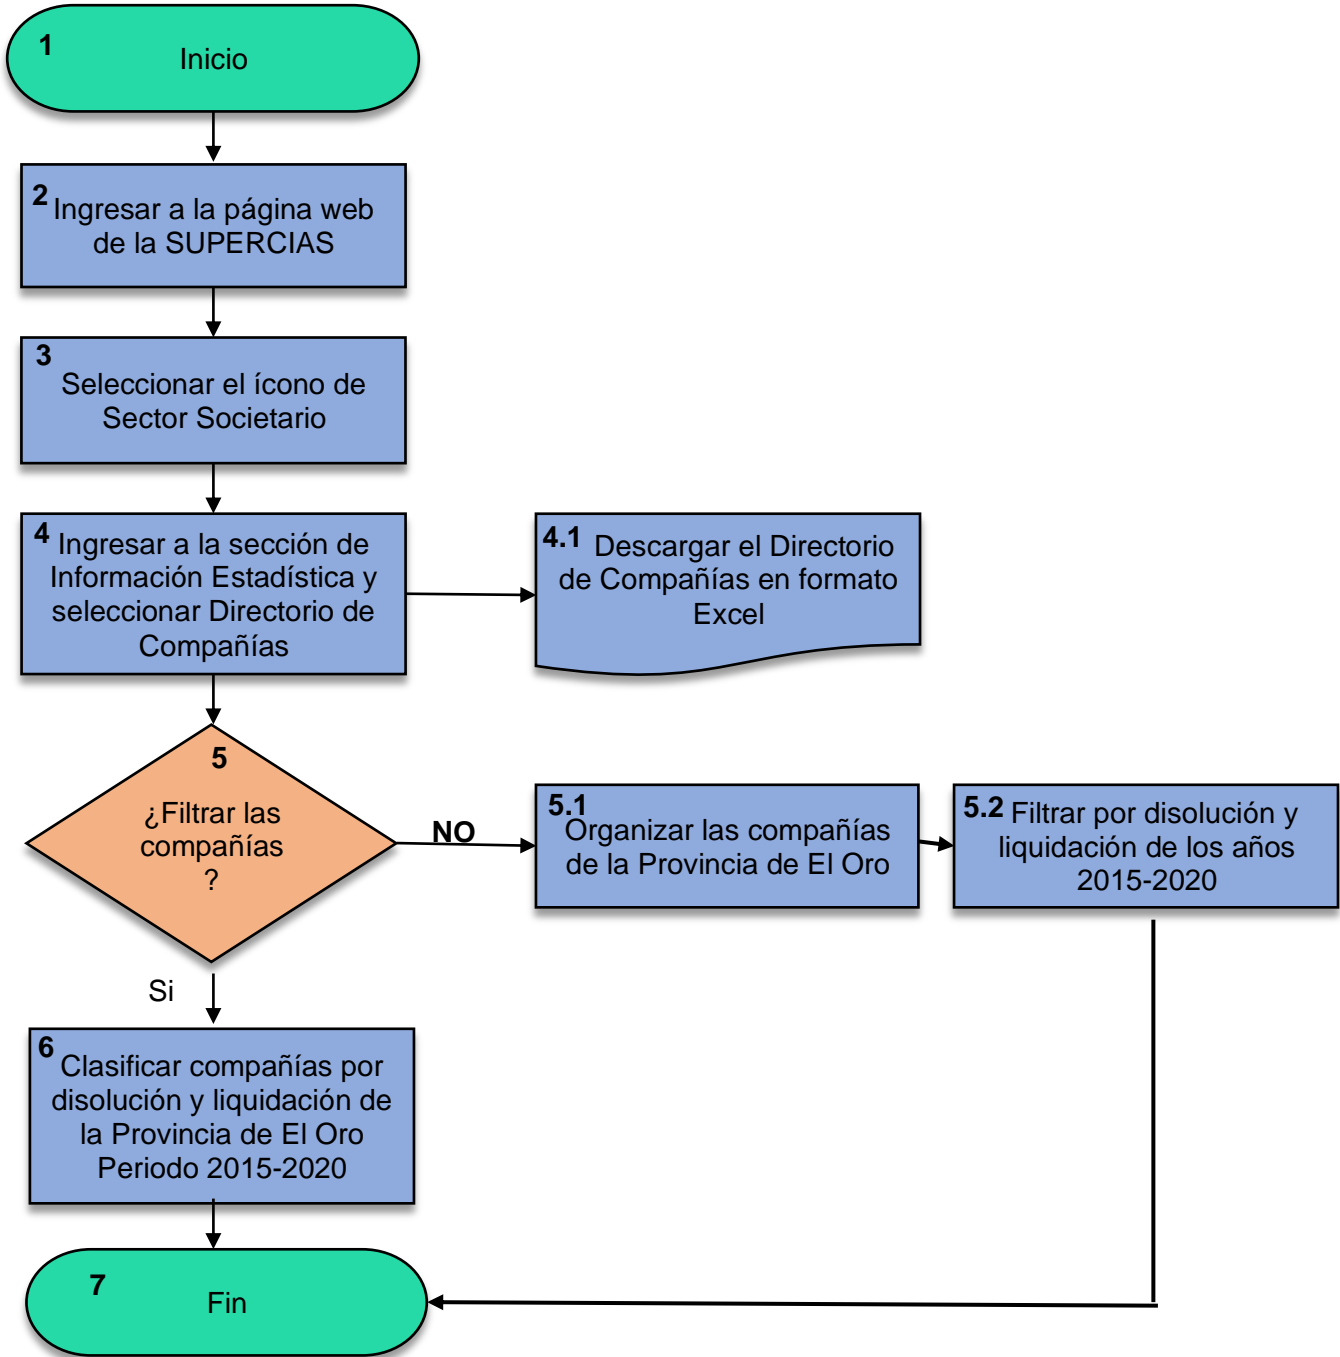 1
Inicio
2 Ingresar a la página web
de la SUPERCIAS
3
Seleccionar el ícono de
Sector Societario
4 Ingresar a la sección de
Información Estadística y
seleccionar Directorio de
Compañías
4.1 Descargar el Directorio
de Compañías en formato
Excel
5
¿Filtrar las
compañías
?
NO
5.1
Organizar las compañías
de la Provincia de El Oro
5.2 Filtrar por disolución y
liquidación de los años
2015-2020
Si
6
Clasificar compañías por
disolución y liquidación de
la Provincia de El Oro
Periodo 2015-2020
7
Fin